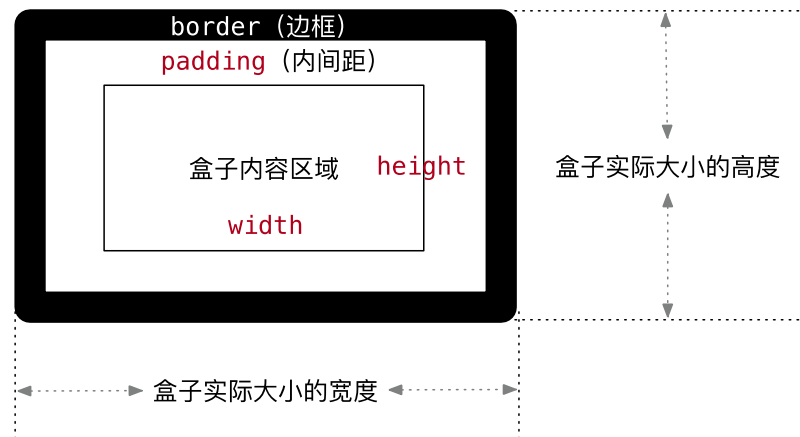 border（边框）
padding（内间距）
盒子内容区域
height
盒子实际大小的高度
width
盒子实际大小的宽度